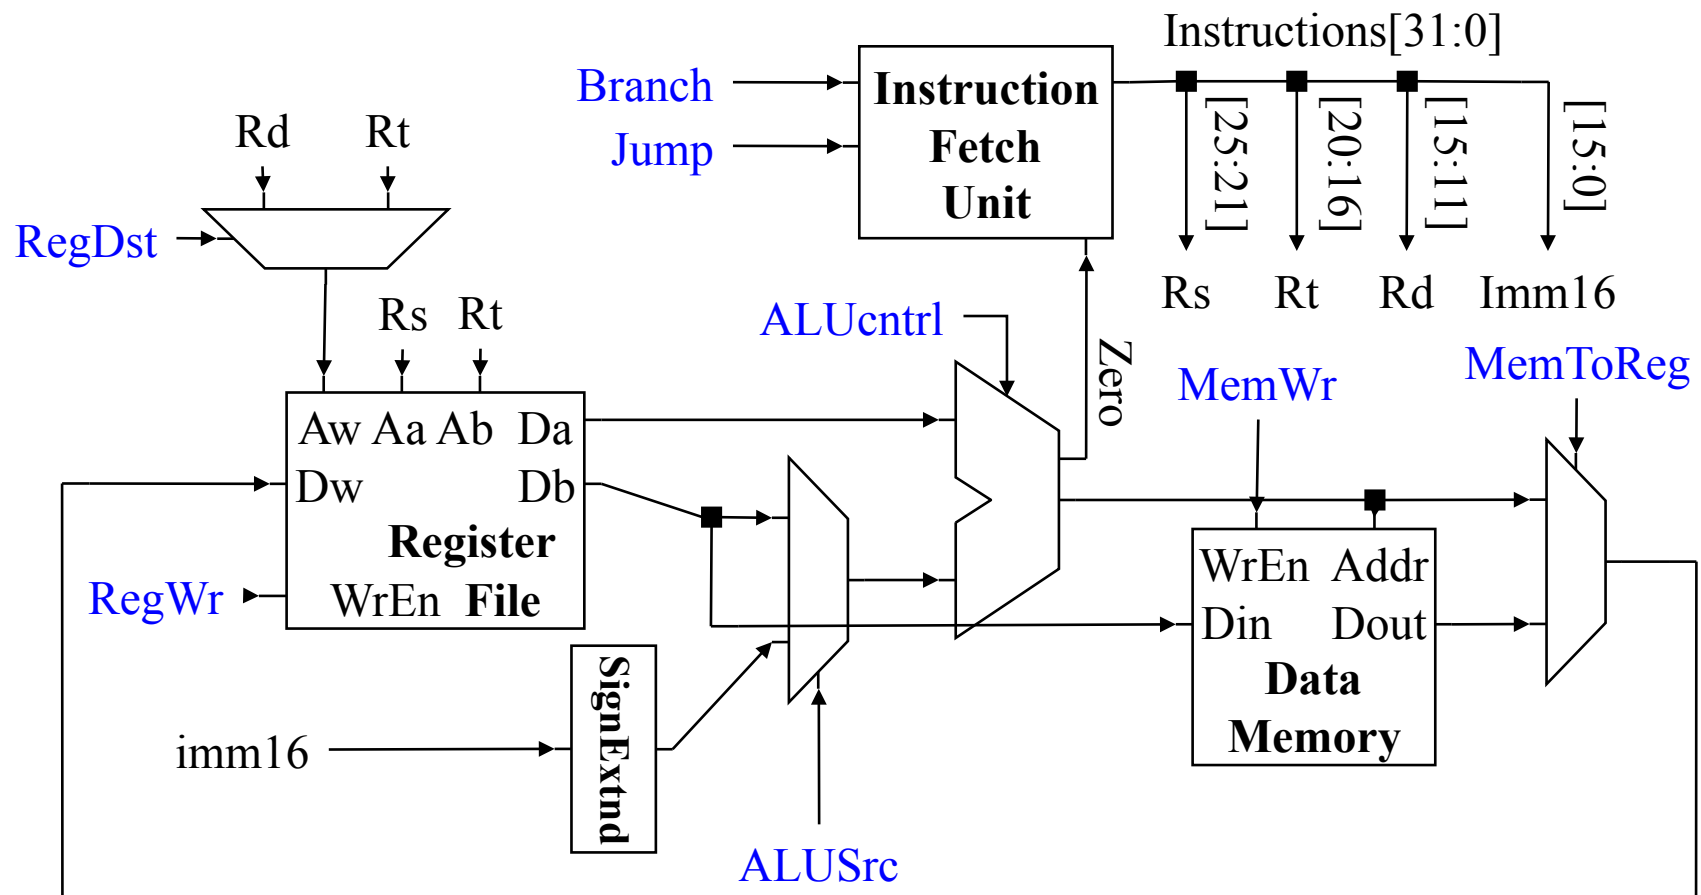 Instructions[31:0]
Branch
Jump
Instruction
Fetch
Unit
[25:21]
[20:16]
[15:11]
[15:0]
Rd
Rt
RegDst
Rs
Rt
Rs
Rt
Rd
Imm16
ALUcntrl
Zero
MemWr
MemToReg
Aw Aa Ab Da
Dw
Db
Register
File
WrEn
RegWr
WrEn Addr
Din Dout
Data
Memory
SignExtnd
imm16
ALUSrc